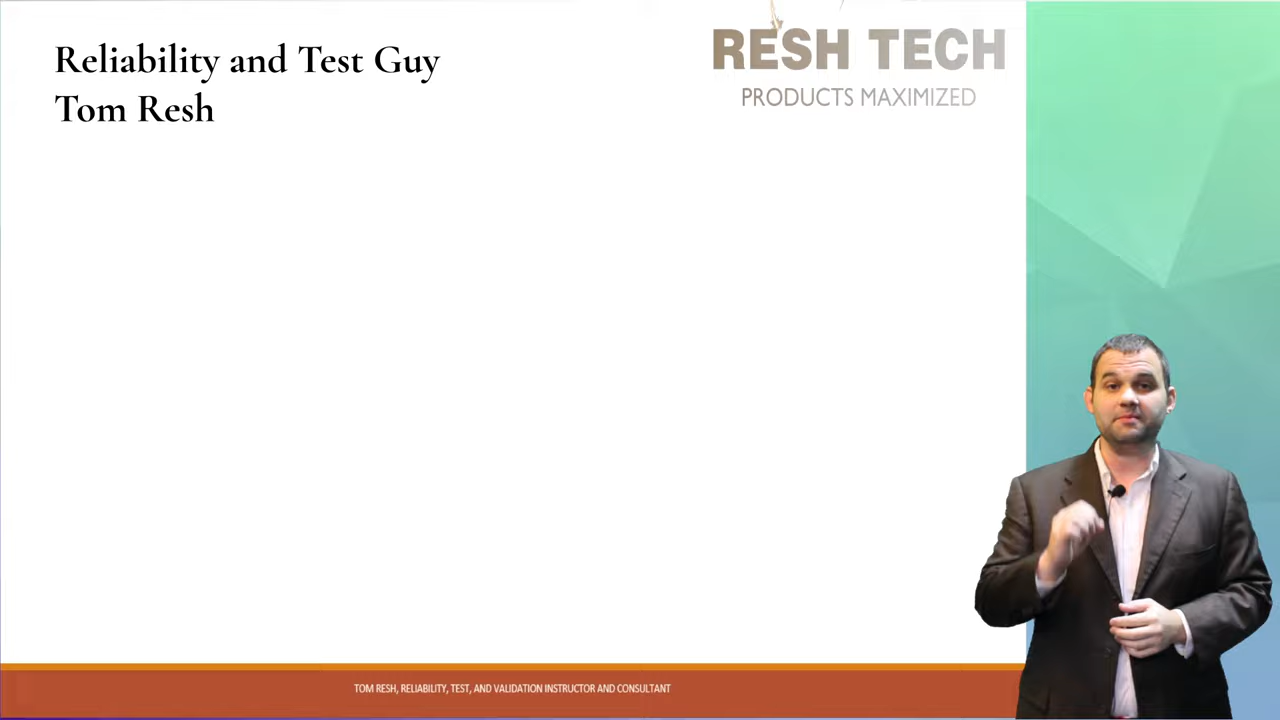 Reliability and Test Guy
Tom Resh
RESH TECH
PRODUCTS MAXIMIZED
TOM RESH, RELIABILITY, TEST, AND VALIDATION INSTRUCTOR AND CONSULTANT